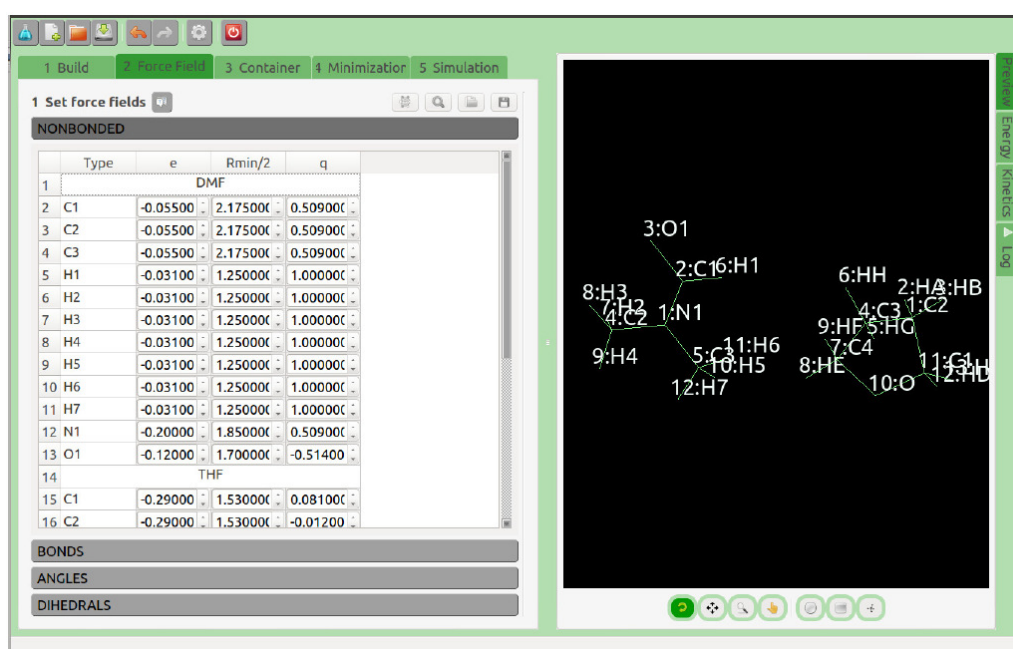 1 Build 2 Force Field 3 Container 4 Minimization 5 Simulation
1 Set force fields
NONBONDED
Type e Rmin/2 q
1 DMF
2 C1 -0.05500 2.17500( 0.50900(
3 C2 -0.05500 2.17500( 0.50900(
4 C3 -0.05500 2.17500( 0.50900(
5 H1 -0.03100 1.25000( 1.00000(
6 H2 -0.03100 1.25000( 1.00000(
7 H3 -0.03100 1.25000( 1.00000(
8 H4 -0.03100 1.25000( 1.00000(
9 H5 -0.03100 1.25000( 1.00000(
10 H6 -0.03100 1.25000( 1.00000(
11 H7 -0.03100 1.25000( 1.00000(
12 N1 -0.20000 1.85000( 0.50900(
13 O1 -0.12000 1.70000( -0.51400
14 THF
15 C1 -0.29000 1.53000( 0.08100(
16 C2 -0.29000 1.53000( -0.01200
BONDS
ANGLES
DIHEDRALS
3:O1
2:C1
6:H1
8:H3
7:H2
4:C2
1:N1
9:H4
5:C3
11:H6
10:H5
12:H7
6:HH
2:HA
3:HB
4:C3
1:C2
9:HF
5:HG
7:C4
8:HE
11:C1
12:HD
10:O
Preview
Energy
Kinetics
Log